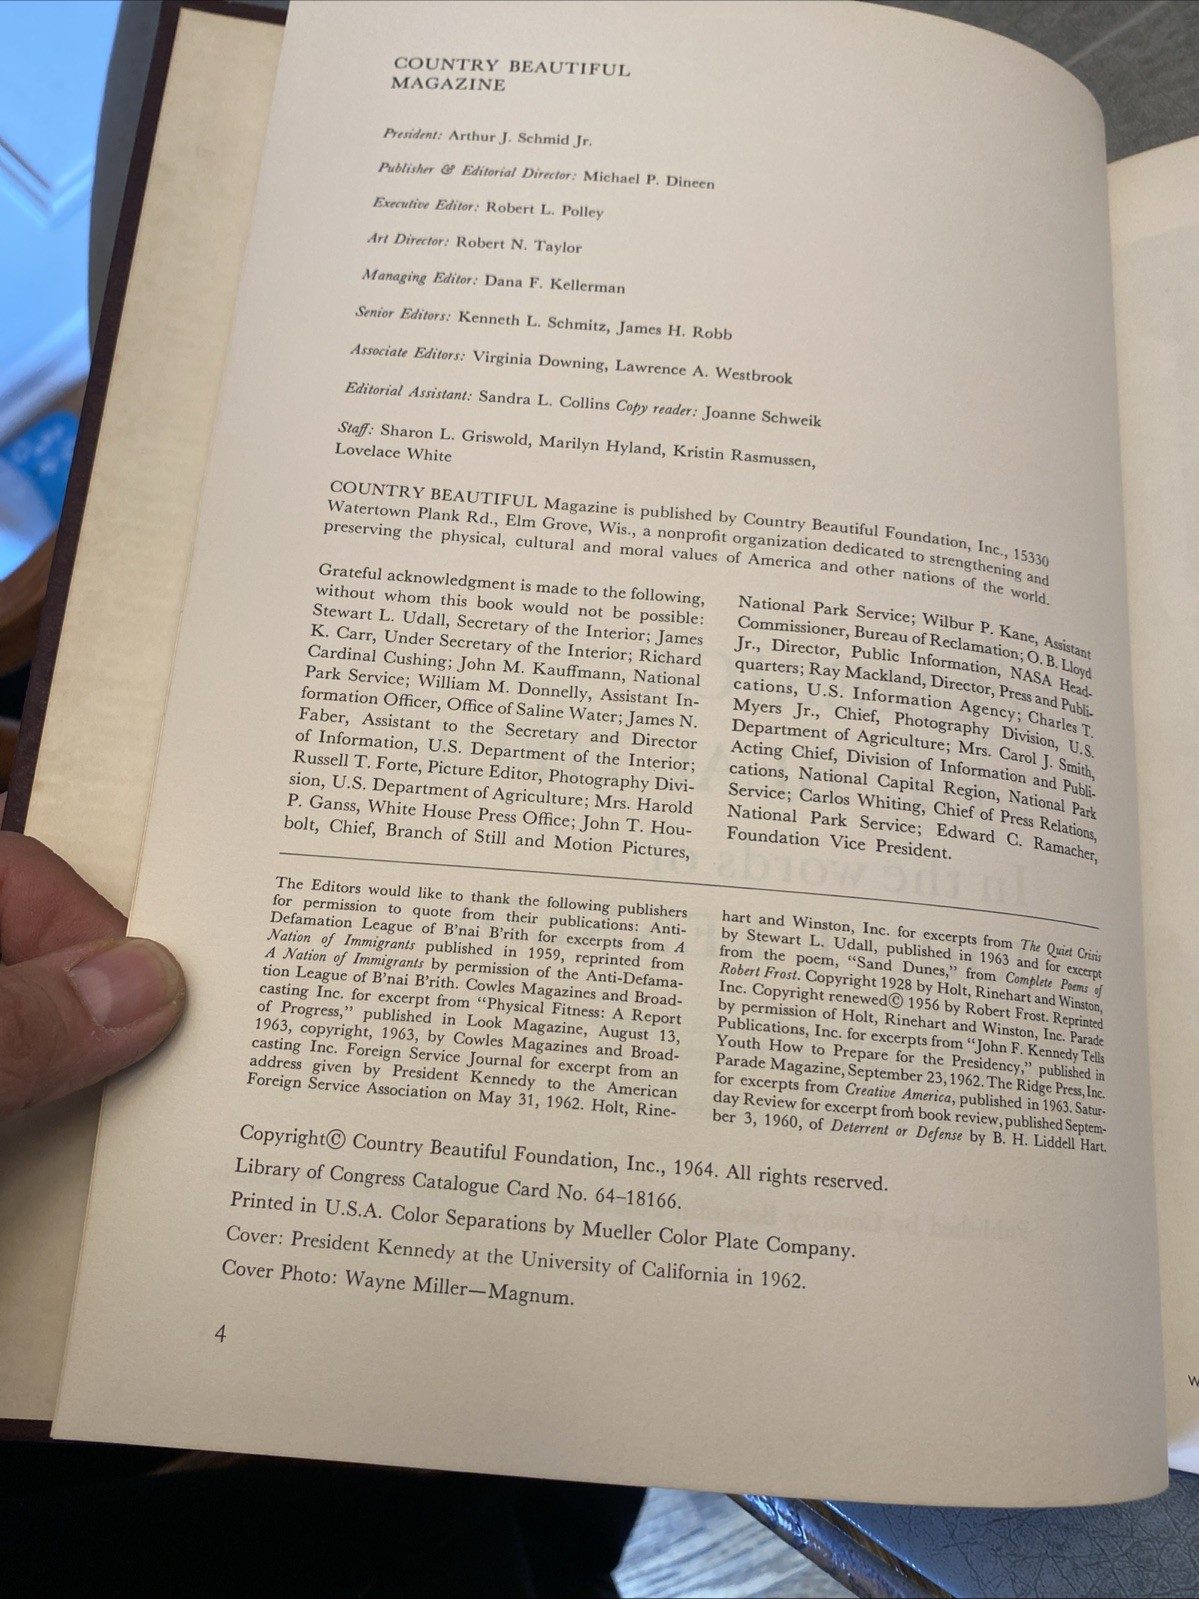 COUNTRY BEAUTIFUL
MAGAZINE
President: Arthur J. Schmid Jr.
Publisher & Editorial Director: Michael P. Dineen
Executive Editor: Robert L. Polley
Art Director: Robert N. Taylor
Managing Editor: Dana F. Kellerman
Senior Editors: Kenneth L. Schmitz, James H. Robb
Associate Editors: Virginia Downing, Lawrence A. Westbrook
Editorial Assistant: Sandra L. Collins Copy reader: Joanne Schweik
Staff: Sharon L. Griswold, Marilyn Hyland, Kristin Rasmussen,
Lovelace White
COUNTRY BEAUTIFUL Magazine is published by Country Beautiful Foundation, Inc., 15330
Watertown Plank Rd., Elm Grove, Wis., a nonprofit organization dedicated to strengthening and
preserving the physical, cultural and moral values of America and other nations of the world.
Grateful acknowledgment is made to the following,
without whom this book would not be possible:
Stewart L. Udall, Secretary of the Interior; James
K. Carr, Under Secretary of the Interior; Richard
Cardinal Cushing; John M. Kauffmann, National
Park Service; William M. Donnelly, Assistant In-
formation Officer, Office of Saline Water; James N.
Faber, Assistant to the Secretary and Director
of Information, U.S. Department of the Interior;
Russell T. Forte, Picture Editor, Photography Divi-
sion, U.S. Department of Agriculture; Mrs. Harold
P. Ganss, White House Press Office; John T. Hou-
bolt, Chief, Branch of Still and Motion Pictures,
National Park Service; Wilbur P. Kane, Assistant
Commissioner, Bureau of Reclamation; O. B. Lloyd
Jr., Director, Public Information, NASA Head-
quarters; Ray Mackland, Director, Press and Publi-
cations, U.S. Information Agency; Charles T.
Myers Jr., Chief, Photography Division, U.S.
Department of Agriculture; Mrs. Carol J. Smith,
Acting Chief, Division of Information and Publi-
cations, National Capital Region, National Park
Service; Carlos Whiting, Chief of Press Relations,
National Park Service; Edward C. Ramacher,
Foundation Vice President.
The Editors would like to thank the following publishers
for permission to quote from their publications: Anti-
Defamation League of B'nai B'rith for excerpts from A
Nation of Immigrants published in 1959, reprinted from
A Nation of Immigrants by permission of the Anti-Defama-
tion League of B'nai B'rith. Cowles Magazines and Broad-
casting Inc. for excerpt from "Physical Fitness: A Report
of Progress," published in Look Magazine, August 13,
1963, copyright, 1963, by Cowles Magazines and Broad-
casting Inc. Foreign Service Journal for excerpt from an
address given by President Kennedy to the American
Foreign Service Association on May 31, 1962. Holt, Rine-
hart and Winston, Inc. for excerpts from The Quiet Crisis
by Stewart L. Udall, published in 1963 and for excerpt
from the poem, "Sand Dunes," from Complete Poems of
Robert Frost. Copyright 1928 by Holt, Rinehart and Winston,
Inc. Copyright renewed© 1956 by Robert Frost. Reprinted
by permission of Holt, Rinehart and Winston, Inc. Parade
Publications, Inc. for excerpts from "John F. Kennedy Tells
Youth How to Prepare for the Presidency," published in
Parade Magazine, September 23, 1962. The Ridge Press, Inc.
for excerpts from Creative America, published in 1963. Satur-
day Review for excerpt from book review, published Septem-
ber 3, 1960, of Deterrent or Defense by B. H. Liddell Hart.
Copyright© Country Beautiful Foundation, Inc., 1964. All rights reserved.
Library of Congress Catalogue Card No. 64–18166.
Printed in U.S.A. Color Separations by Mueller Color Plate Company.
Cover: President Kennedy at the University of California in 1962.
Cover Photo: Wayne Miller—Magnum.
4